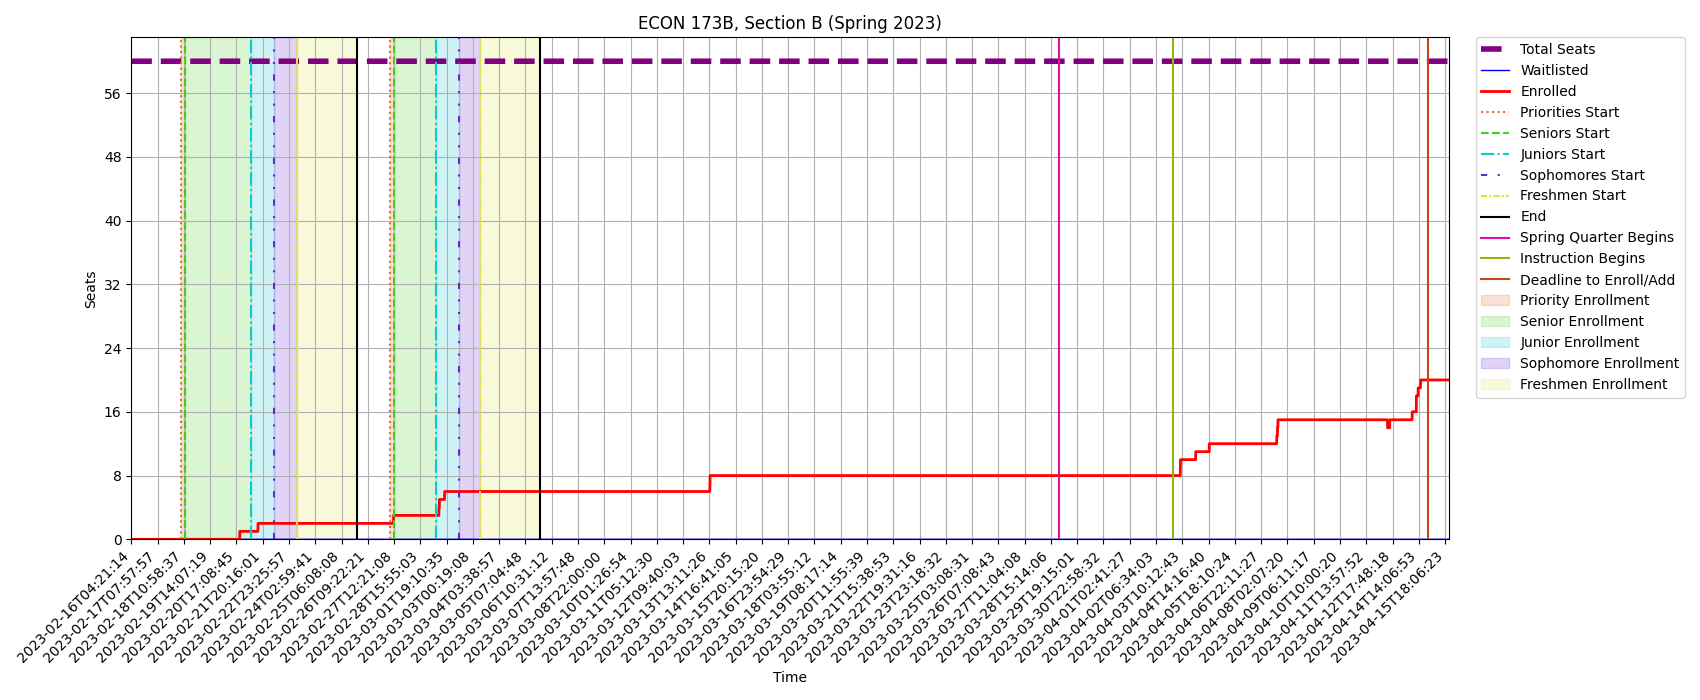 ECON 173B, Section B (Spring 2023)
Seats
56
48
40
32
24
16
8
0
2023-02-16T04:21:14
2023-02-17T07:57:57
2023-02-18T10:58:37
2023-02-19T14:07:19
2023-02-20T17:08:45
2023-02-21T20:16:01
2023-02-22T23:25:57
2023-02-24T02:59:41
2023-02-25T06:08:08
2023-02-26T09:22:21
2023-02-27T12:21:08
2023-02-28T15:55:03
2023-03-01T19:10:35
2023-03-03T00:19:08
2023-03-04T03:38:57
2023-03-05T07:04:48
2023-03-06T10:31:12
2023-03-07T13:57:48
2023-03-08T22:00:00
2023-03-10T01:26:54
2023-03-11T05:12:30
2023-03-12T09:40:03
2023-03-13T13:11:26
2023-03-14T16:41:05
2023-03-15T20:15:20
2023-03-16T23:54:29
2023-03-18T03:55:12
2023-03-19T08:17:14
2023-03-20T11:55:39
2023-03-21T15:38:53
2023-03-22T19:31:16
2023-03-23T23:18:32
2023-03-25T03:08:31
2023-03-26T07:08:43
2023-03-27T11:04:08
2023-03-28T15:14:06
2023-03-29T19:15:01
2023-03-30T22:58:32
2023-04-01T02:41:27
2023-04-02T06:34:03
2023-04-03T10:12:43
2023-04-04T14:16:40
2023-04-05T18:10:24
2023-04-06T22:11:27
2023-04-08T02:07:20
2023-04-09T06:11:17
2023-04-10T10:00:20
2023-04-11T13:57:52
2023-04-12T17:48:18
2023-04-14T14:06:53
2023-04-15T18:06:23
Time
Total Seats
Waitlisted
Enrolled
Priorities Start
Seniors Start
Juniors Start
Sophomores Start
Freshmen Start
End
Spring Quarter Begins
Instruction Begins
Deadline to Enroll/Add
Priority Enrollment
Senior Enrollment
Junior Enrollment
Sophomore Enrollment
Freshmen Enrollment